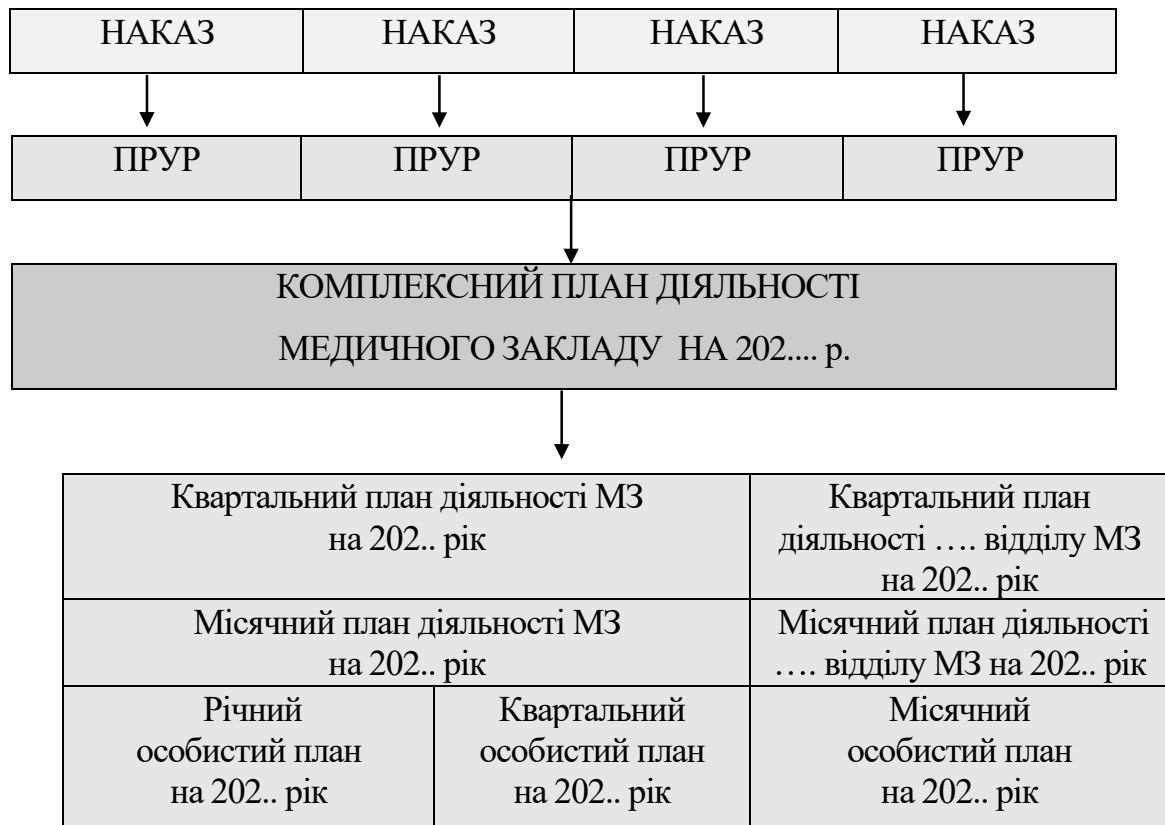 НАКАЗ НАКАЗ НАКАЗ НАКАЗ
ПРУР ПРУР ПРУР ПРУР
КОМПЛЕКСНИЙ ПЛАН ДІЯЛЬНОСТІ
МЕДИЧНОГО ЗАКЛАДУ НА 202.... р.
Квартальний план діяльності МЗ
на 202.. рік
Квартальний план
діяльності …. відділу МЗ
на 202.. рік
Місячний план діяльності МЗ
на 202.. рік
Місячний план діяльності
…. відділу МЗ на 202.. рік
Річний
особистий план
на 202.. рік
Квартальний
особистий план
на 202.. рік
Місячний
особистий план
на 202.. рік